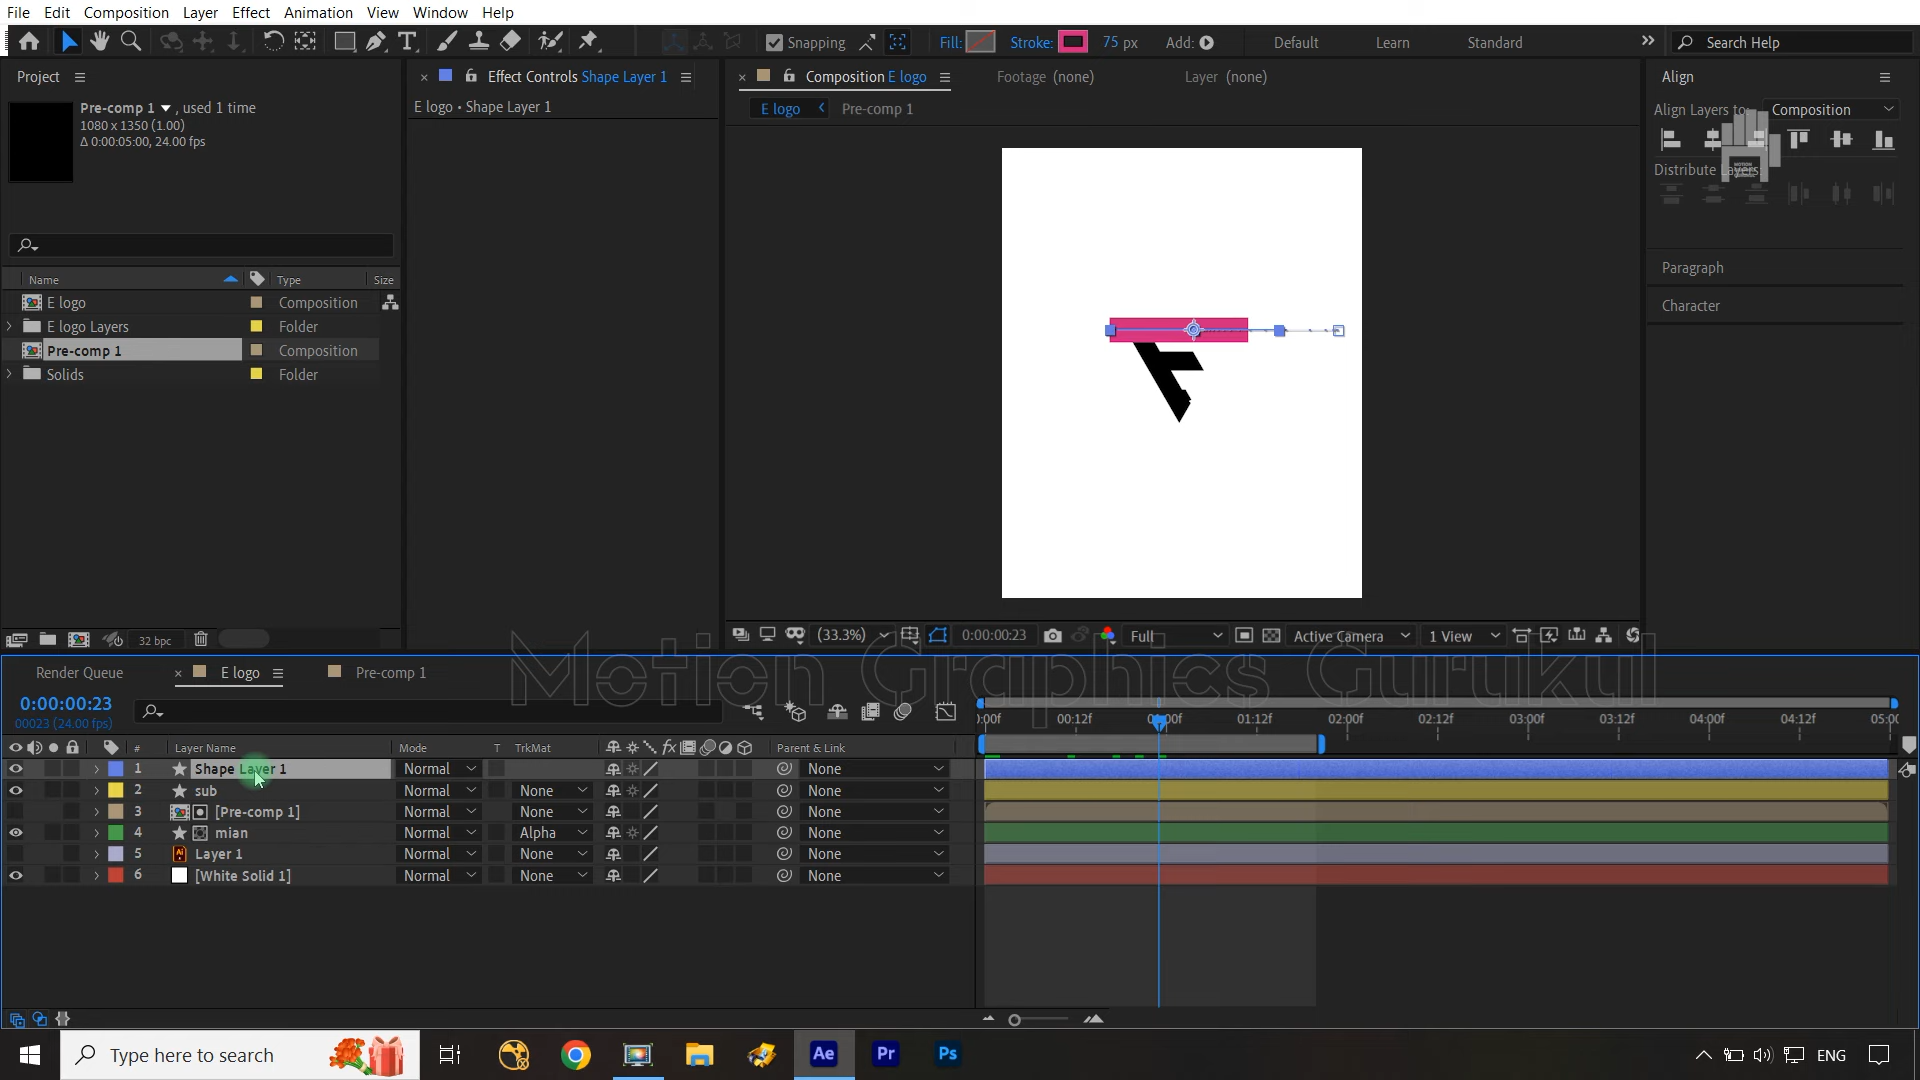 File Edit Composition Layer Effect Animation View Window Help
Snapping Fill: Stroke: 75 px Add: Default Learn Standard Search Help
Project Effect Controls Shape Layer 1 Composition E logo Footage (none) Layer (none) Align
Pre-comp 1 , used 1 time E logo • Shape Layer 1 E logo Pre-comp 1 Align Layers to: Composition
1080 x 1350 (1.00)
Δ 0:00:05:00, 24.00 fps
Distribute Layers:
Paragraph
Name Type Size
E logo Composition Character
E logo Layers Folder
Pre-comp 1 Composition
Solids Folder
32 bpc (33.3%) 0:00:00:23 Full Active Camera 1 View
Motion Graphics Gurukul
Render Queue E logo Pre-comp 1
0:00:00:23
00023 (24.00 fps)
:00f 00:12f 01:00f 01:12f 02:00f 02:12f 03:00f 03:12f 04:00f 04:12f 05:00
# Layer Name Mode T TrkMat fx Parent & Link
1 Shape Layer 1 Normal None
2 sub Normal None None
3 [Pre-comp 1] Normal None None
4 mian Normal Alpha None
5 Ai Layer 1 Normal None None
6 [White Solid 1] Normal None None
Type here to search Ae Pr Ps ENG